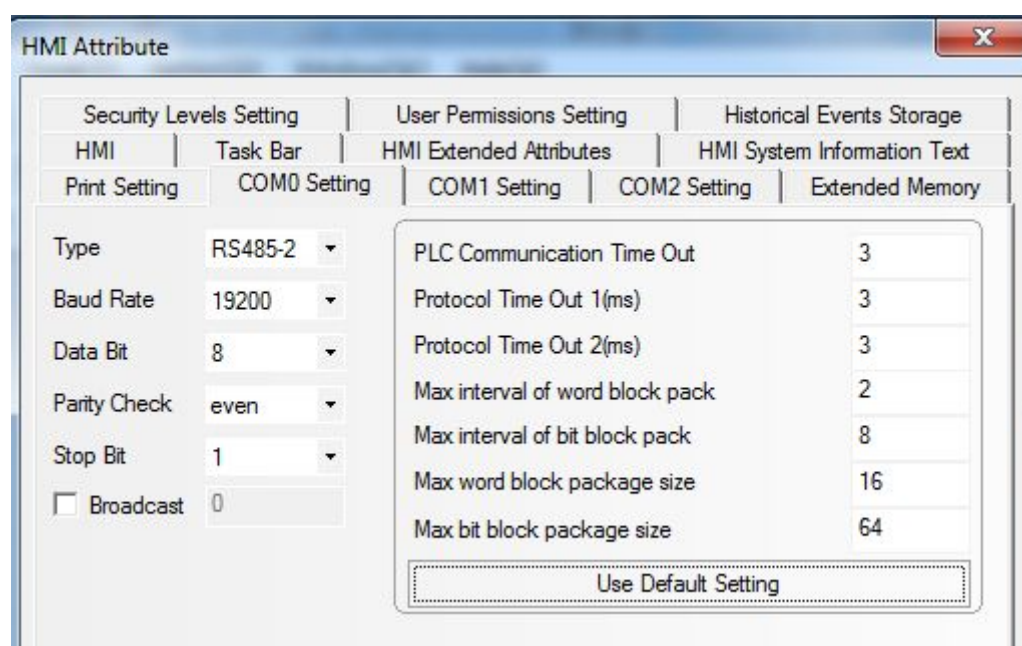 HMI Attribute
Security Levels Setting User Permissions Setting Historical Events Storage
HMI Task Bar HMI Extended Attributes HMI System Information Text
Print Setting COM0 Setting COM1 Setting COM2 Setting Extended Memory
Type RS485-2
Baud Rate 19200
Data Bit 8
Parity Check even
Stop Bit 1
Broadcast 0
PLC Communication Time Out 3
Protocol Time Out 1(ms) 3
Protocol Time Out 2(ms) 3
Max interval of word block pack 2
Max interval of bit block pack 8
Max word block package size 16
Max bit block package size 64
Use Default Setting